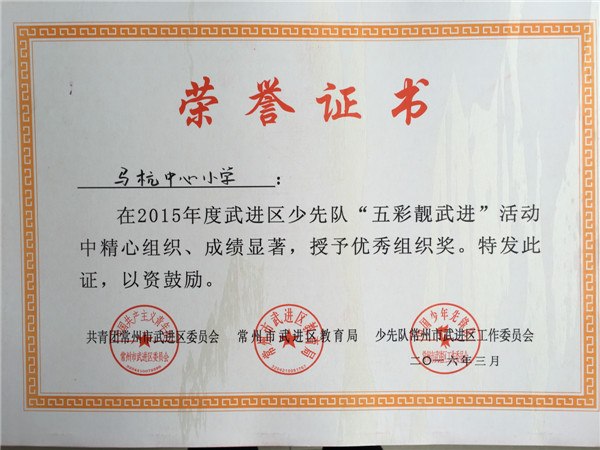 荣誉证书
马杭中心小学：
在2015年度武进区少先队“五彩靓武进”活动
中精心组织、成绩显著，授予优秀组织奖。特发此
证，以资鼓励。
共青团常州市武进区委员会 常州市武进区教育局 少先队常州市武进区工作委员会
二〇一六年三月